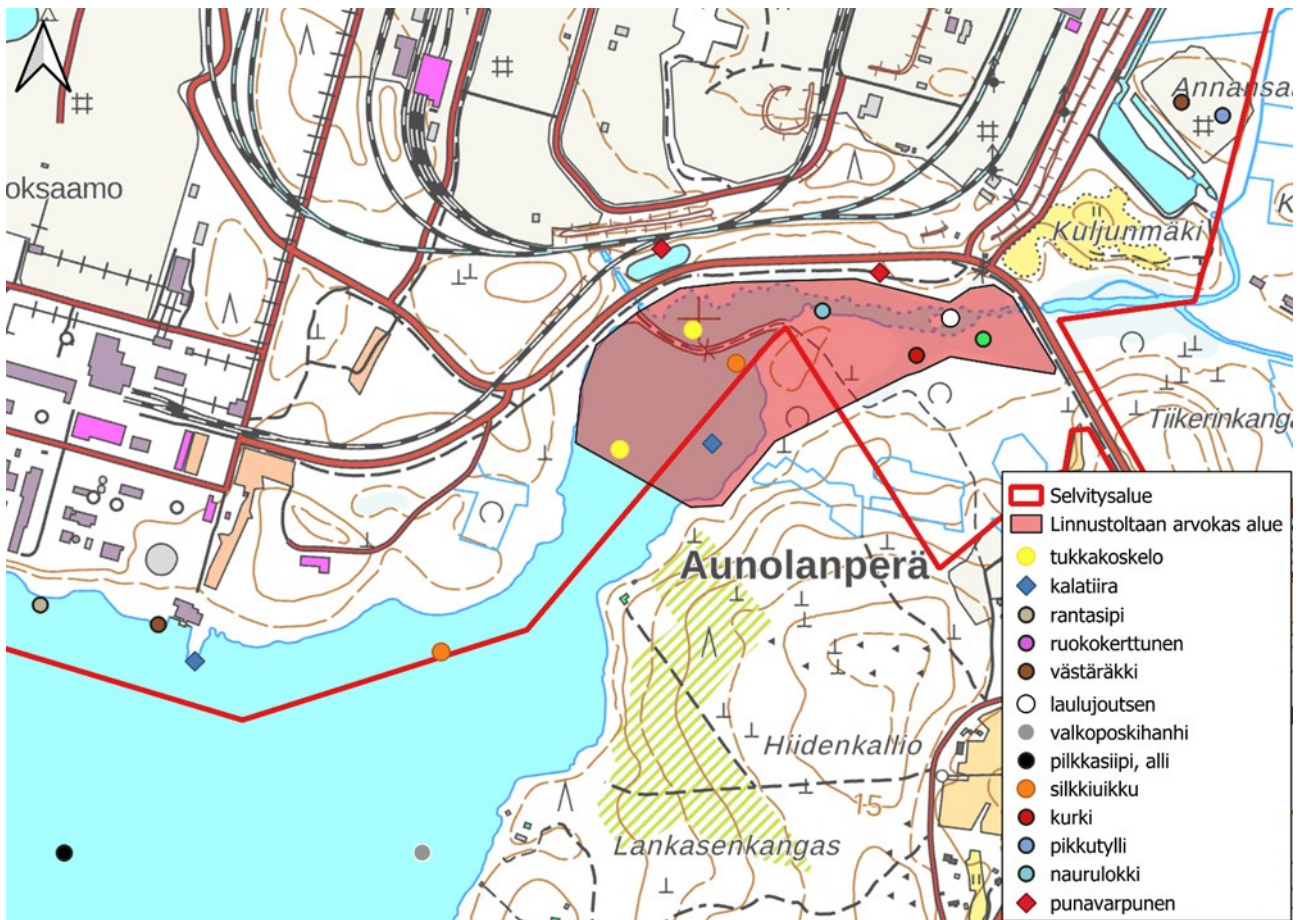 Annansaa
oksaamo
Kuljunmäki
K
Tiikerinkanga
Aunolanperä
Hiidenkallio
15
Lankasenkangas
Selvitysalue
Linnustoltaan arvokas alue
tukkakoskelo
kalatiira
rantasipi
ruokokerttunen
västäräkki
laulujoutsen
valkoposkihanhi
pilkkasiipi, alli
silkkiuikku
kurki
pikkutylli
naurulokki
punavarpunen